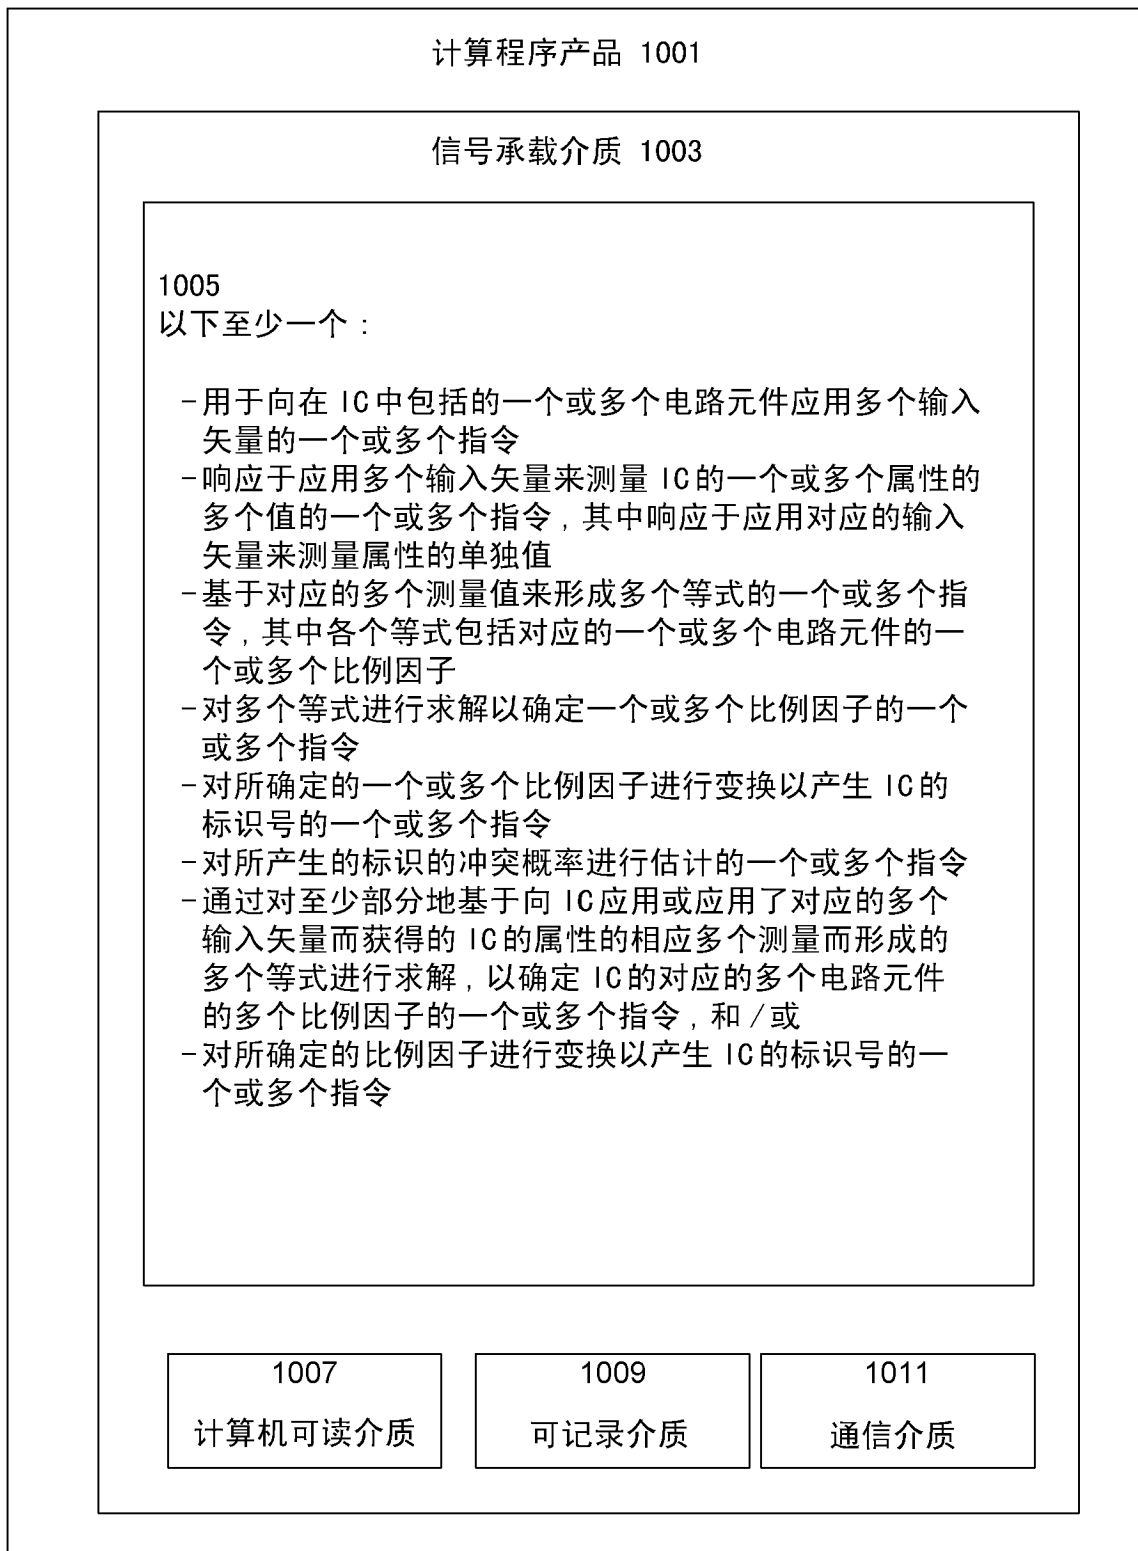 计算程序产品 1001
信号承载介质 1003
1005
以下至少一个：
-用于向在IC中包括的一个或多个电路元件应用多个输入
矢量的一个或多个指令
-响应于应用多个输入矢量来测量IC的一个或多个属性的
多个值的一个或多个指令，其中响应于应用对应的输入
矢量来测量属性的单独值
-基于对应的多个测量值来形成多个等式的一个或多个指
令，其中各个等式包括对应的一个或多个电路元件的一
个或多个比例因子
-对多个等式进行求解以确定一个或多个比例因子的一个
或多个指令
-对所确定的一个或多个比例因子进行变换以产生IC的
标识号的一个或多个指令
-对所产生的标识的冲突概率进行估计的一个或多个指令
-通过对至少部分地基于向IC应用或应用了对应的多个
输入矢量而获得的IC的属性的相应多个测量而形成的
多个等式进行求解，以确定IC的对应的多个电路元件
的多个比例因子的一个或多个指令，和/或
-对所确定的比例因子进行变换以产生IC的标识号的一
个或多个指令
1007
计算机可读介质
1009
可记录介质
1011
通信介质